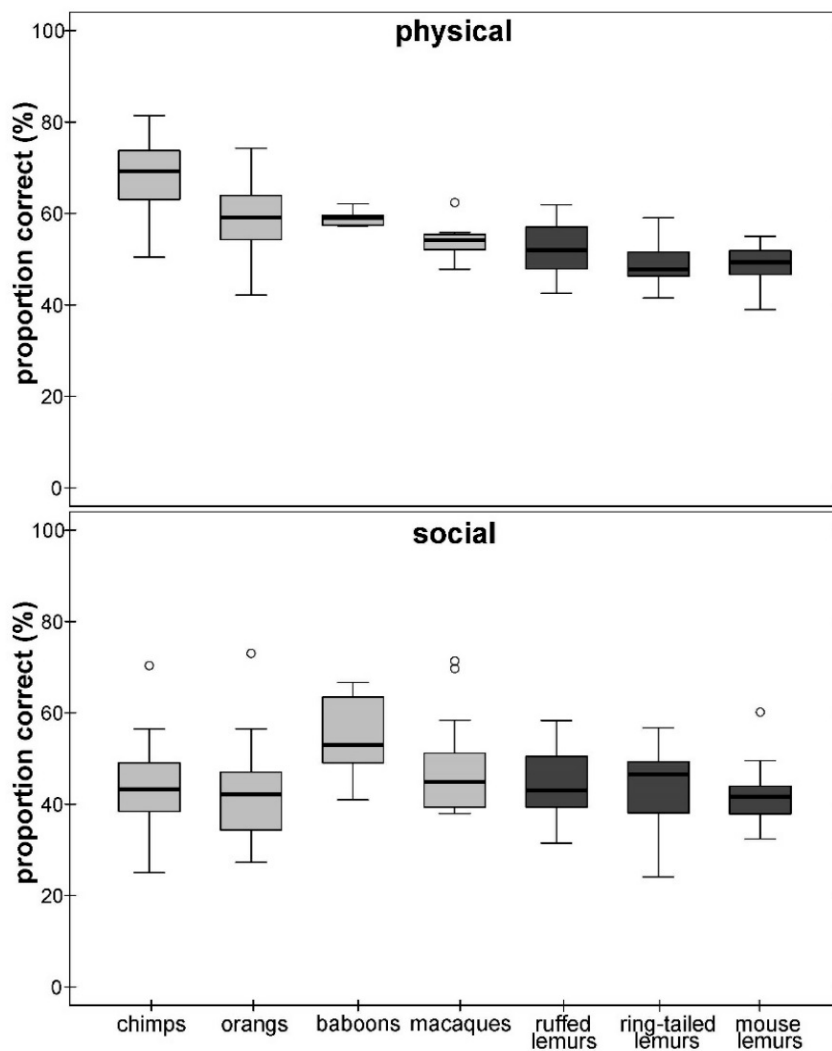 physical
proportion correct (%)
100
80
60
40
20
0
social
proportion correct (%)
100
80
60
40
20
0
chimps orangs baboons macaques ruffed ring-tailed mouse
lemurs lemurs lemurs